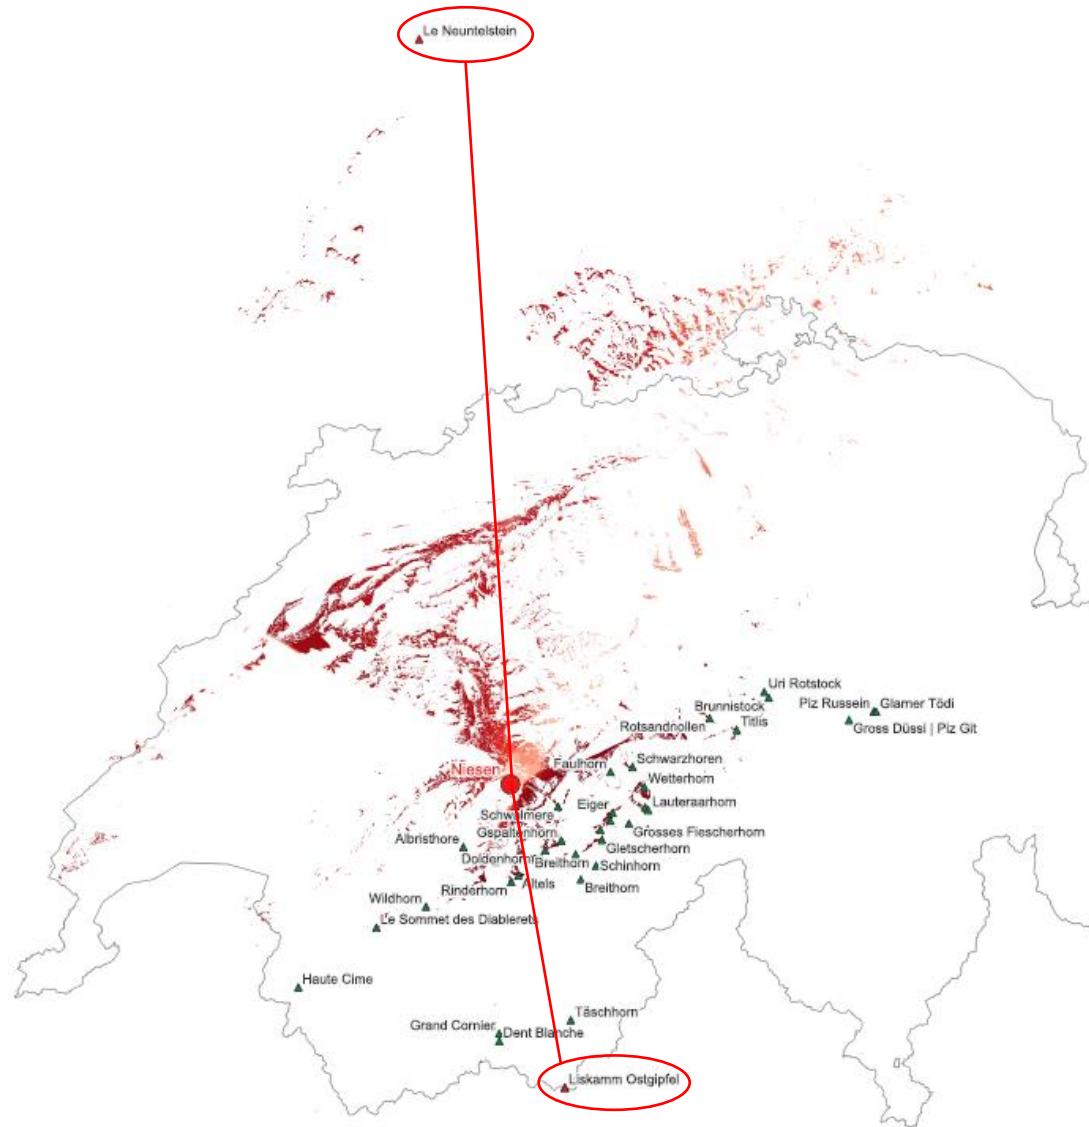 Le Neuntelstein
Uri Rotstock
Piz Russein
Glarner Tödi
Brunnistock
Gross Düssi | Piz Git
Titlis
Rotsandnollen
Schwarzhoren
Faulhorn
Niesen
Wetterhorn
Eiger
Lauteraarhorn
Schwalmere
Grosses Fiescherhorn
Gspaltenhorn
Albristhore
Gletscherhorn
Doldenhorn
Breithorn
Schinhorn
Altels
Rinderhorn
Breithorn
Wildhorn
Le Sommet des Diablerets
Haute Cime
Täschhorn
Grand Cornier
Dent Blanche
Liskamm Ostgipfel